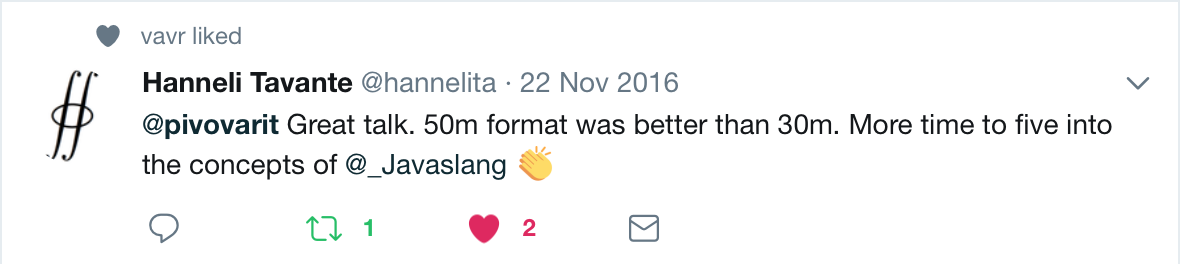 vavr liked
Hanneli Tavante @hannelita · 22 Nov 2016
@pivovarit Great talk. 50m format was better than 30m. More time to five into
the concepts of @_Javaslang 👏
1 2